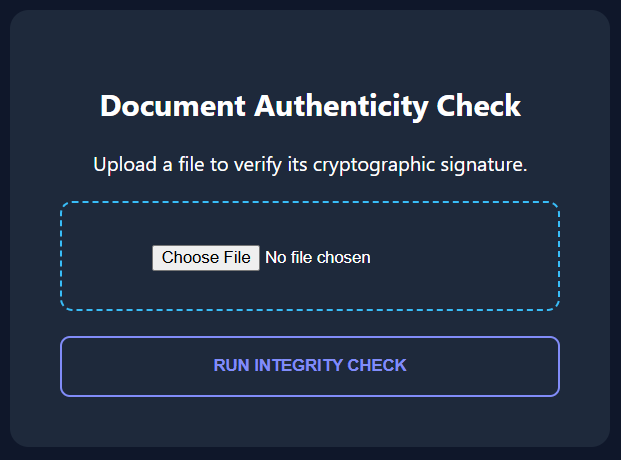 Document Authenticity Check
Upload a file to verify its cryptographic signature.
Choose File No file chosen
RUN INTEGRITY CHECK